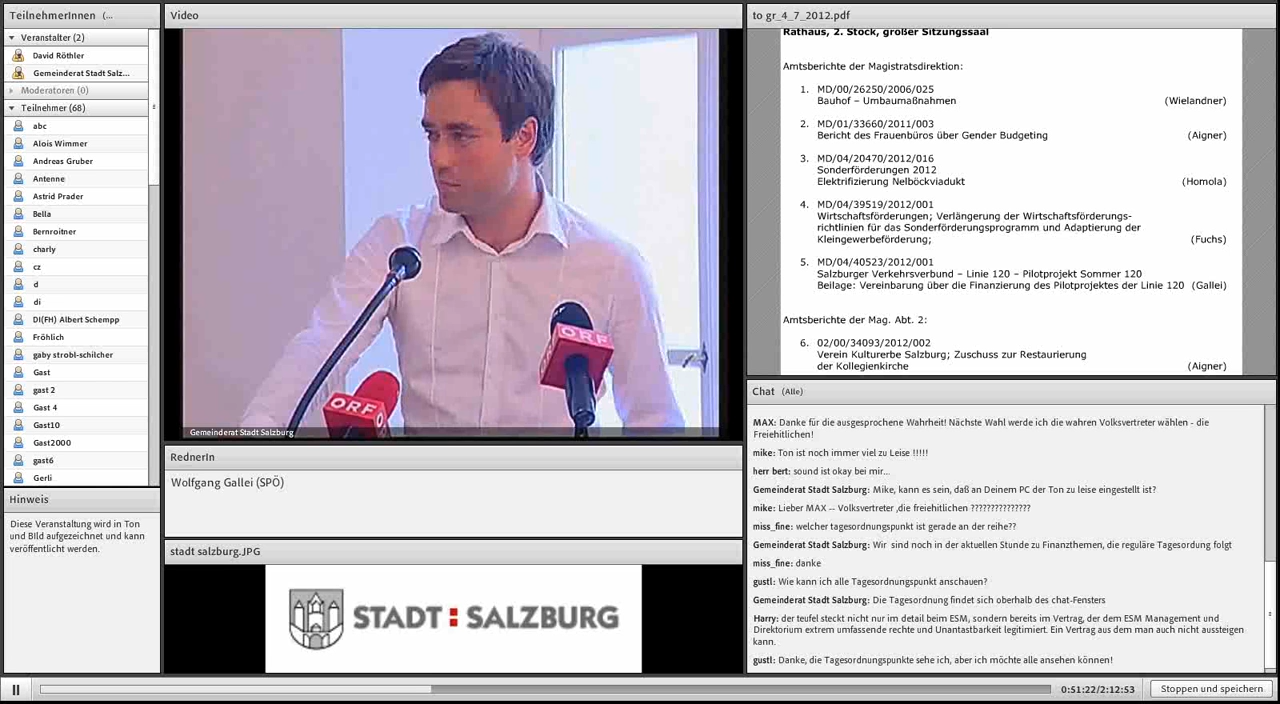 TeilnehmerInnen (...
Veranstalter (2)
David Röthler
Gemeinderat Stadt Salz...
Moderatoren (0)
Teilnehmer (68)
abc
Alois Wimmer
Andreas Gruber
Antenne
Astrid Prader
Bella
Bernroitner
charly
cz
d
di
DI(FH) Albert Schempp
Fröhlich
gaby strobl-schilcher
Gast
gast 2
Gast 4
Gast10
Gast2000
gast6
Gerli
Hinweis
Diese Veranstaltung wird in Ton
und BIld aufgezeichnet und kann
veröffentlicht werden.
Video
ORF
ORF
Gemeinderat Stadt Salzburg
RednerIn
Wolfgang Gallei (SPÖ)
stadt salzburg.JPG
STADT : SALZBURG
to gr_4_7_2012.pdf
Rathaus, 2. Stock, großer Sitzungssaal
Amtsberichte der Magistratsdirektion:
1. MD/00/26250/2006/025
Bauhof – Umbaumaßnahmen (Wielandner)
2. MD/01/33660/2011/003
Bericht des Frauenbüros über Gender Budgeting (Aigner)
3. MD/04/20470/2012/016
Sonderförderungen 2012
Elektrifizierung Nelböckviadukt (Homola)
4. MD/04/39519/2012/001
Wirtschaftsförderungen; Verlängerung der Wirtschaftsförderungs-
richtlinien für das Sonderförderungsprogramm und Adaptierung der
Kleingewerbeförderung; (Fuchs)
5. MD/04/40523/2012/001
Salzburger Verkehrsverbund – Linie 120 – Pilotprojekt Sommer 120
Beilage: Vereinbarung über die Finanzierung des Pilotprojektes der Linie 120 (Gallei)
Amtsberichte der Mag. Abt. 2:
6. 02/00/34093/2012/002
Verein Kulturerbe Salzburg; Zuschuss zur Restaurierung
der Kollegienkirche (Aigner)
Chat (Alle)
MAX: Danke für die ausgesprochene Wahrheit! Nächste Wahl werde ich die wahren Volksvertreter wählen - die
Freiehitlichen!
mike: Ton ist noch immer viel zu Leise !!!!!
herr bert: sound ist okay bei mir...
Gemeinderat Stadt Salzburg: Mike, kann es sein, daß an Deinem PC der Ton zu leise eingestellt ist?
mike: Lieber MAX -- Volksvertreter ,die freiehitlichen ???????????????
miss_fine: welcher tagesordnungspunkt ist gerade an der reihe??
Gemeinderat Stadt Salzburg: Wir sind noch in der aktuellen Stunde zu Finanzthemen, die reguläre Tagesordung folgt
miss_fine: danke
gustl: Wie kann ich alle Tagesordnungspunkt anschauen?
Gemeinderat Stadt Salzburg: Die Tagesordnung findet sich oberhalb des chat-Fensters
Harry: der teufel steckt nicht nur im detail beim ESM, sondern bereits im Vertrag, der dem ESM Management und
Direktorium extrem umfassende rechte und Unantastbarkeit legitimiert. Ein Vertrag aus dem man auch nicht aussteigen
kann.
gustl: Danke, die Tagesordnungspunkte sehe ich, aber ich möchte alle ansehen können!
0:51:22/2:12:53
Stoppen und speichern